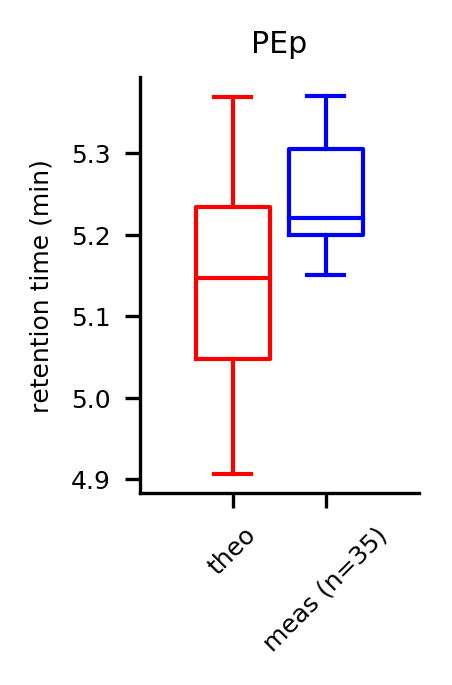 PEp
retention time (min)
5.3
5.2
5.1
5.0
4.9
theo
meas (n=35)